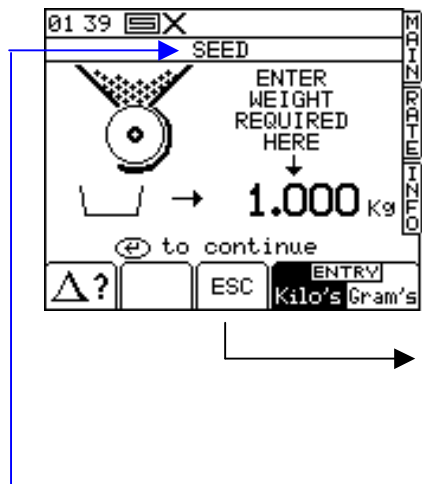 01 39
SEED
ENTER
WEIGHT
REQUIRED
HERE
1.000 Kg
to continue
?
ESC
ENTRY
Kilo's Gram's
MAIN
RATE
INFO